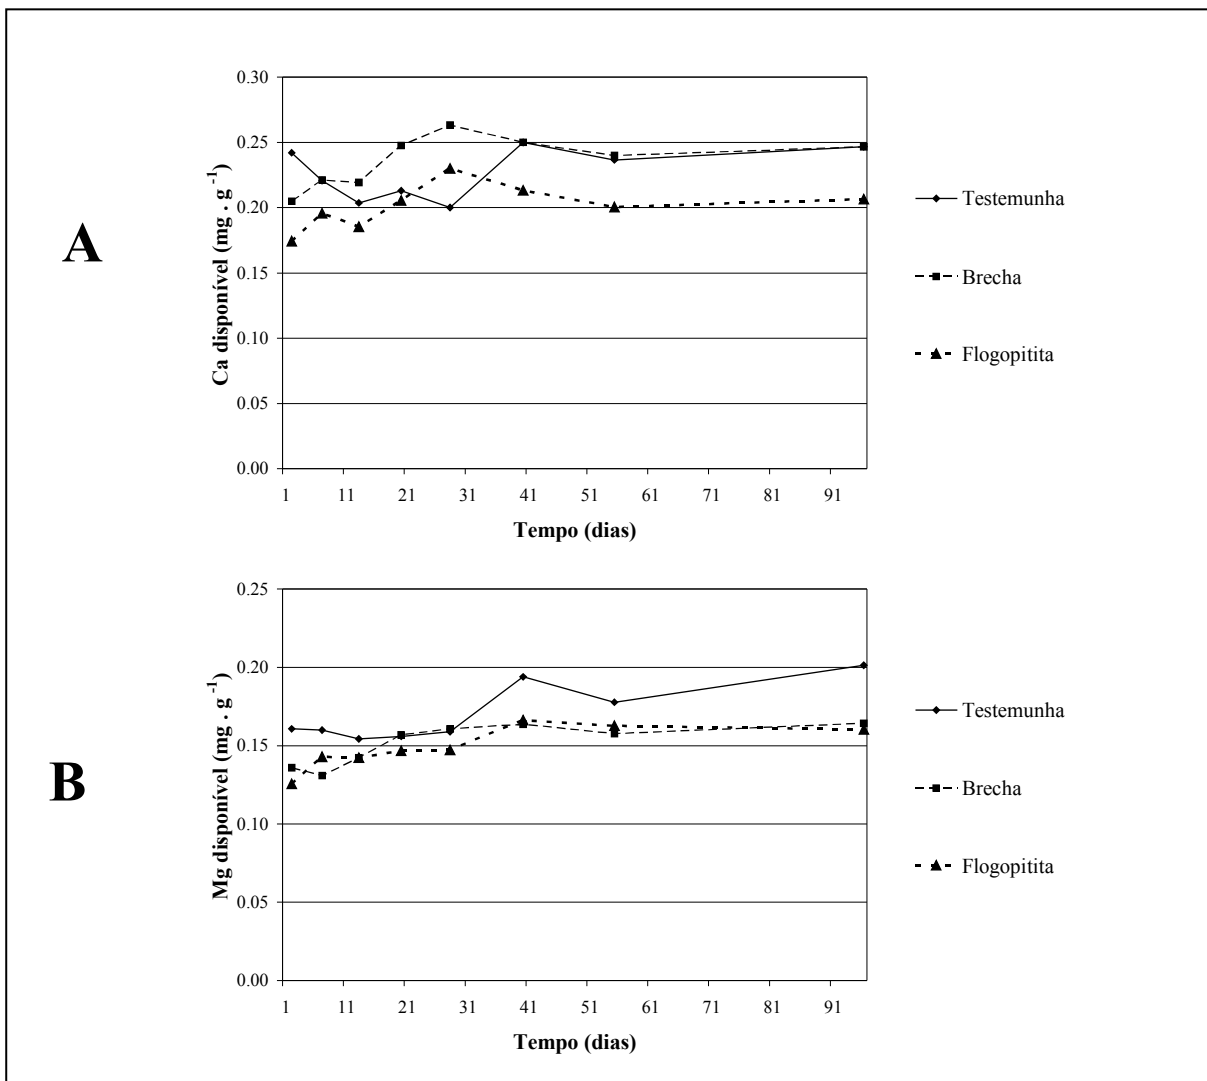 A
Ca disponível (mg . g -1)
0.30
0.25
0.20
0.15
0.10
0.05
0.00
1 11 21 31 41 51 61 71 81 91
Tempo (dias)
Testemunha
Brecha
Flogopitita
B
Mg disponível (mg . g -1)
0.25
0.20
0.15
0.10
0.05
0.00
1 11 21 31 41 51 61 71 81 91
Tempo (dias)
Testemunha
Brecha
Flogopitita